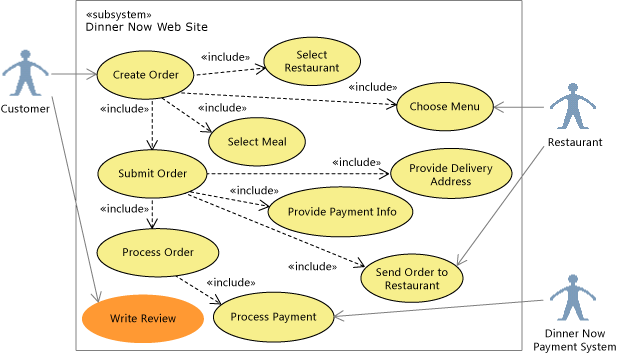 «subsystem»
Dinner Now Web Site
«include»
Select
Restaurant
Create Order
«include»
Customer
«include»
«include»
Choose Menu
Restaurant
Select Meal
«include»
Provide Delivery
Address
Submit Order
«include»
«include»
Provide Payment Info
Process Order
«include»
«include»
Send Order to
Restaurant
Write Review
Process Payment
Dinner Now
Payment System